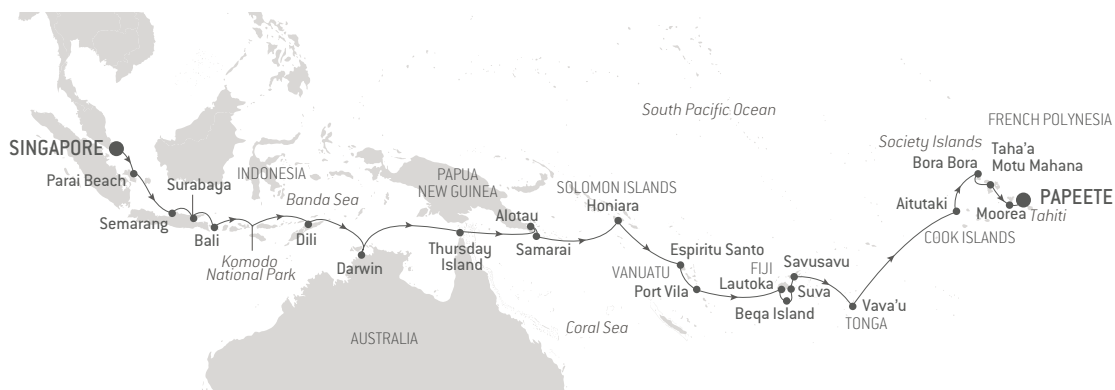 South Pacific Ocean
FRENCH POLYNESIA
Society Islands
SINGAPORE
Taha'a
Bora Bora
Motu Mahana
Parai Beach
INDONESIA
PAPUA
NEW GUINEA
Surabaya
SOLOMON ISLANDS
PAPEETE
Banda Sea
Honiara
Aitutaki
Moorea
Tahiti
Alotau
Semarang
Bali
Dili
COOK ISLANDS
Komodo
National Park
Darwin
Thursday
Island
Samarai
Espiritu Santo
VANUATU
FIJI
Savusavu
Lautoka
Port Vila
Suva
Beqa Island
Vava'u
TONGA
Coral Sea
AUSTRALIA